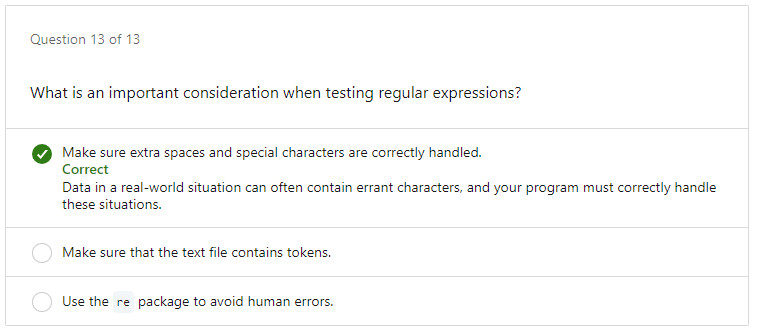 Question 13 of 13
What is an important consideration when testing regular expressions?
Make sure extra spaces and special characters are correctly handled.
Correct
Data in a real-world situation can often contain errant characters, and your program must correctly handle
these situations.
Make sure that the text file contains tokens.
Use the re package to avoid human errors.